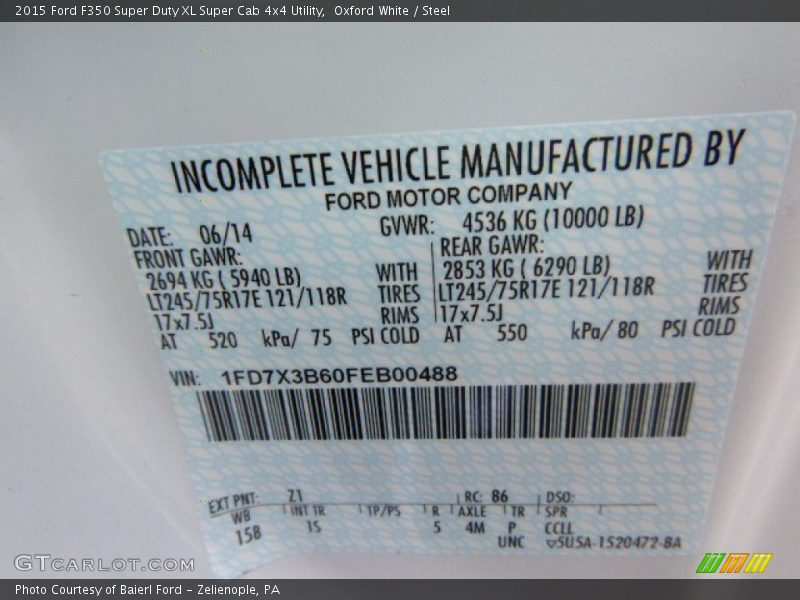 2015 Ford F350 Super Duty XL Super Cab 4x4 Utility,  Oxford White / Steel
INCOMPLETE VEHICLE MANUFACTURED BY
FORD MOTOR COMPANY
DATE: 06/14 GVWR: 4536 KG (10000 LB)
FRONT GAWR: REAR GAWR:
2694 KG ( 5940 LB) WITH 2853 KG ( 6290 LB) WITH
LT245/75R17E 121/118R TIRES LT245/75R17E 121/118R TIRES
17x7.5J RIMS 17x7.5J RIMS
AT 520 kPa/ 75 PSI COLD AT 550 kPa/ 80 PSI COLD
VIN: 1FD7X3B60FEB00488
EXT PNT: Z1 RC: 86 DSO:
WB INT TR TP/PS R AXLE TR SPR
158 1S 5 4M P CCLL
UNC ▽5U5A-1520472-BA
GTCARLOT.COM
Photo Courtesy of Baierl Ford - Zelienople, PA